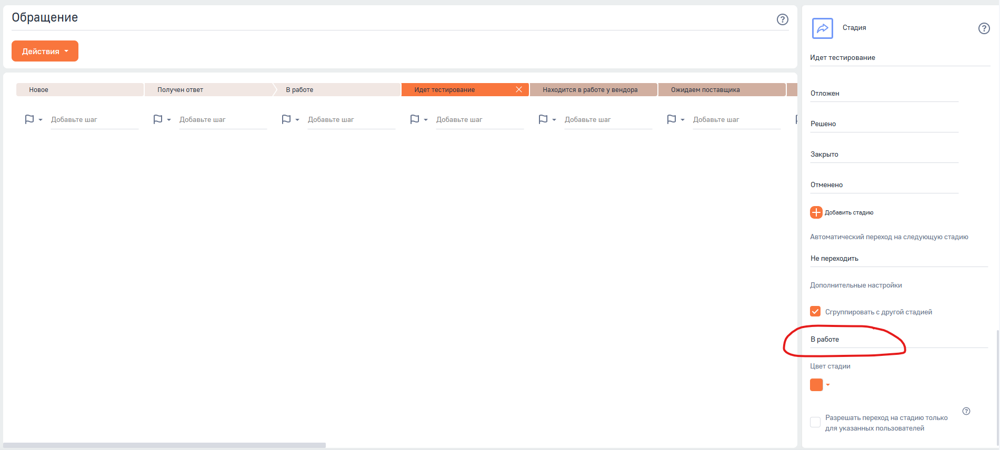 Обращение
Действия
Новое
Получен ответ
В работе
Идет тестирование
Находится в работе у вендора
Ожидаем поставщика
Добавьте шаг
Добавьте шаг
Добавьте шаг
Добавьте шаг
Добавьте шаг
Добавьте шаг
Стадия
Идет тестирование
Отложен
Решено
Закрыто
Отменено
Добавить стадию
Автоматический переход на следующую стадию
Не переходить
Дополнительные настройки
Сгруппировать с другой стадией
В работе
Цвет стадии
Разрешать переход на стадию только
для указанных пользователей